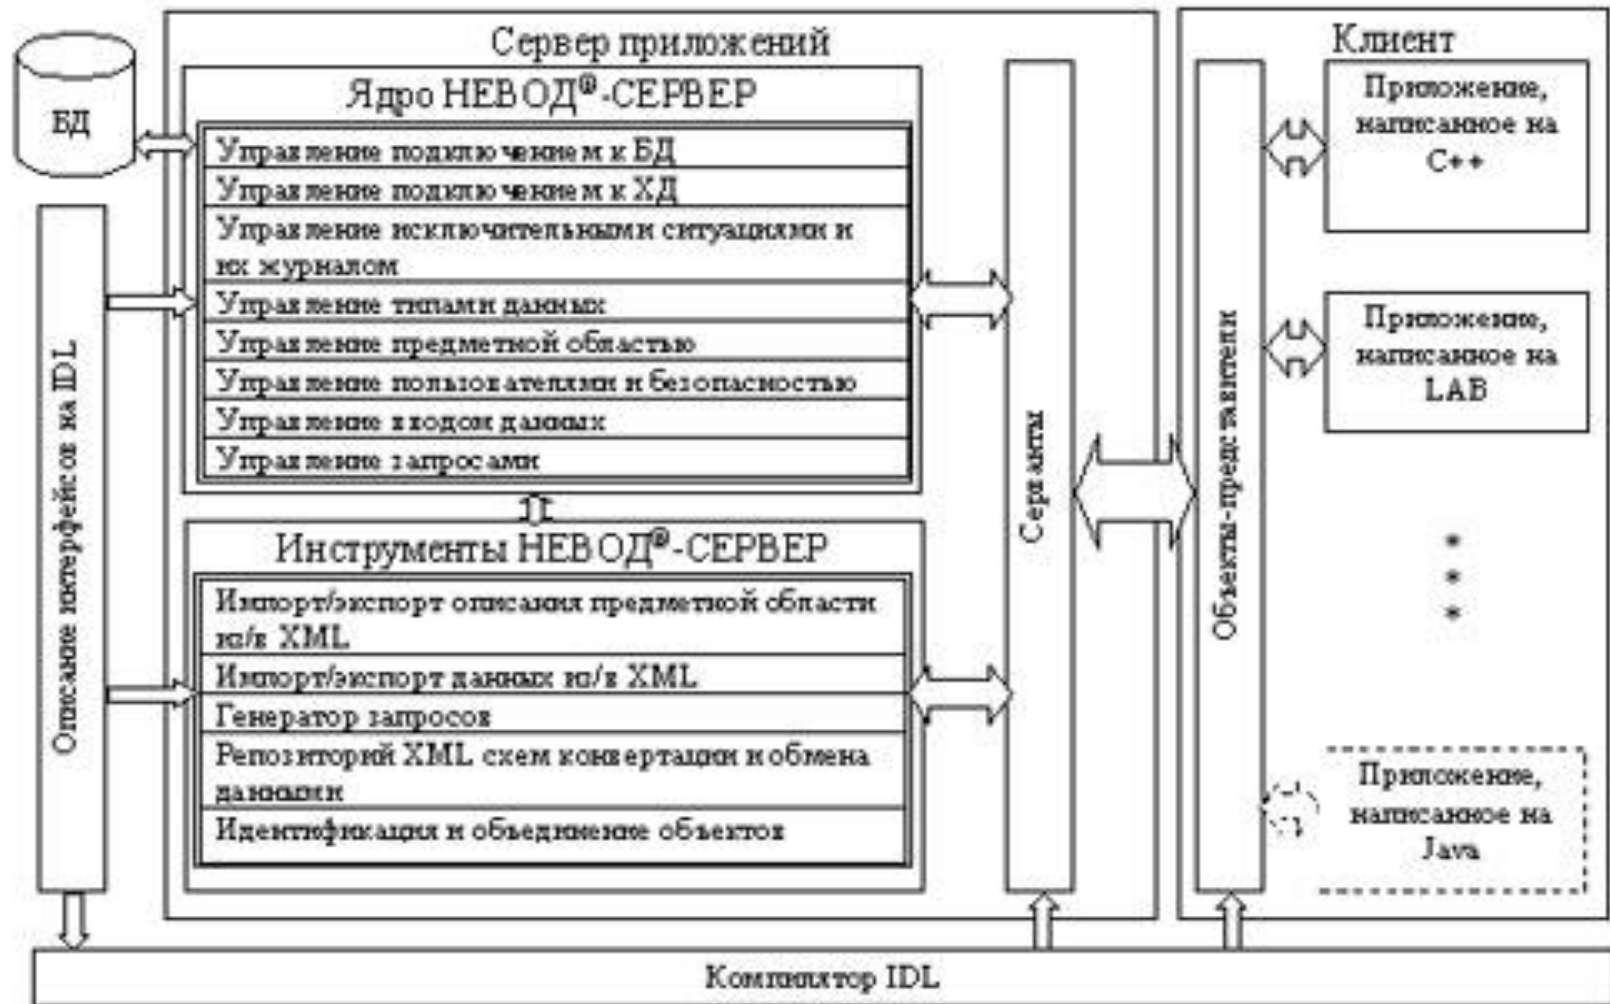 Сервер приложений
Клиент
БД
Ядро НЕВОД®-СЕРВЕР
Управление подключением к БД
Управление подключением к ХД
Управление исключительными ситуациями и
их журналом
Управление типами данных
Управление предметной областью
Управление пользователями и безопасностью
Управление входом данных
Управление запросами
Инструменты НЕВОД®-СЕРВЕР
Импорт/экспорт описания предметной области
из/в XML
Импорт/экспорт данных из/в XML
Генератор запросов
Репозиторий XML схем конвертации и обмена
данными
Идентификация и объединение объектов
Описание интерфейсов на IDL
Серванты
Объекты-представители
Приложение,
написанное на
C++
Приложение,
написанное на
LAB
*
*
*
Приложение,
написанное на
Java
Компилятор IDL